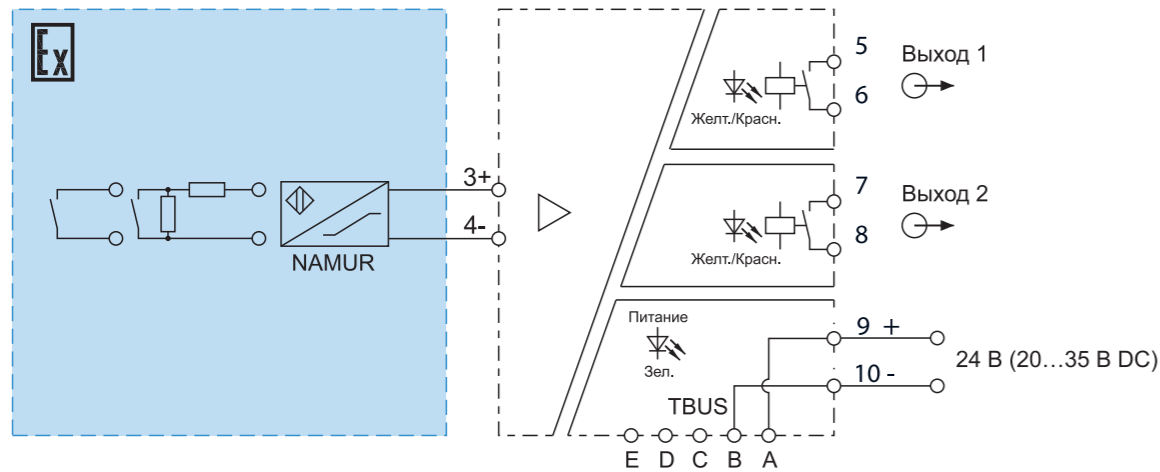 Ex
5
Выход 1
6
Желт./Красн.
3+
4-
NAMUR
7
Выход 2
8
Желт./Красн.
Питание
Зел.
9 +
10 -
24 В (20...35 В DC)
TBUS
E D C B A